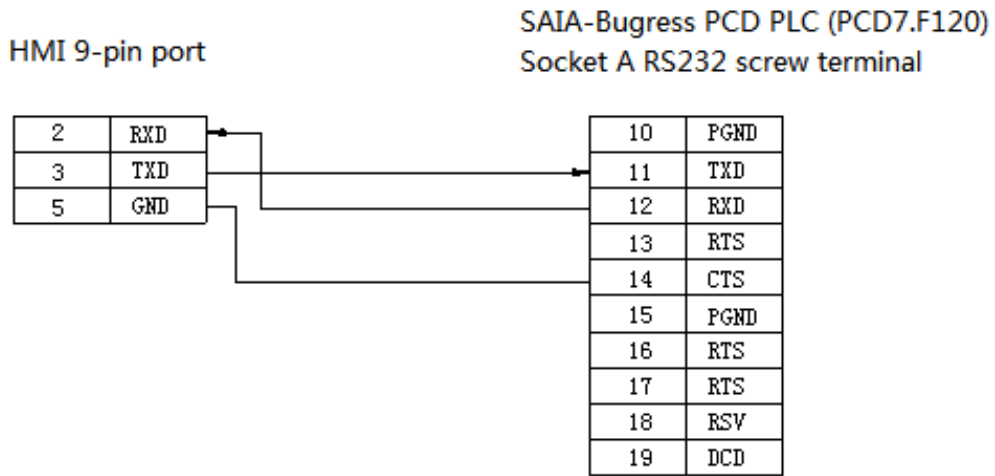 HMI 9-pin port
SAIA-Bugress PCD PLC (PCD7.F120)
Socket A RS232 screw terminal
2 RXD
3 TXD
5 GND
10 PGND
11 TXD
12 RXD
13 RTS
14 CTS
15 PGND
16 RTS
17 RTS
18 RSV
19 DCD